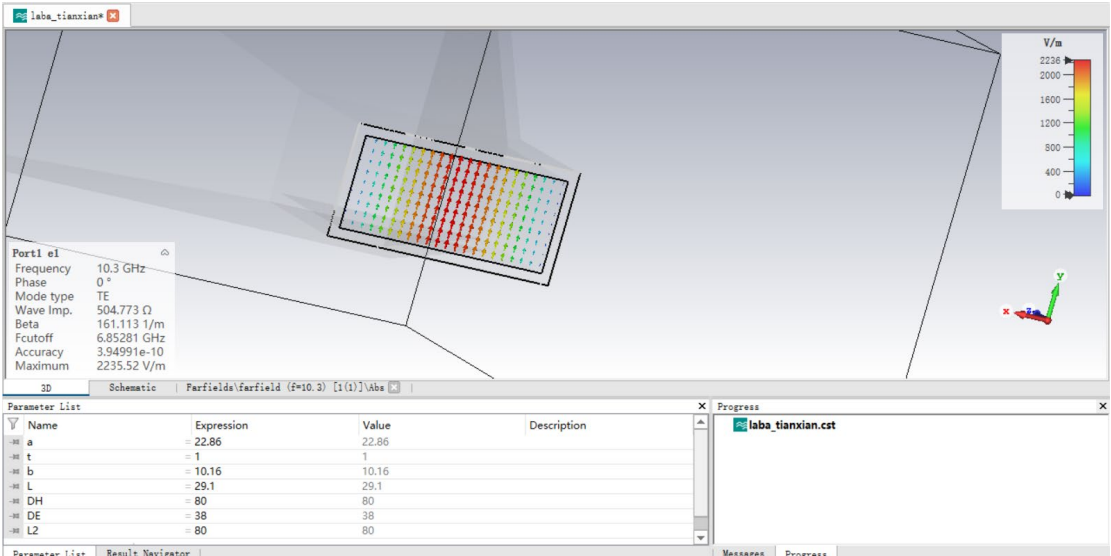 laba_tianxian*
V/m
2236
2000
1600
1200
800
400
0
Port1 e1
Frequency 10.3 GHz
Phase 0 °
Mode type TE
Wave Imp. 504.773 Ω
Beta 161.113 1/m
Fcutoff 6.85281 GHz
Accuracy 3.94991e-10
Maximum 2235.52 V/m
y
x
z
3D Schematic Farfields\farfield (f=10.3) [1(1)]\Abs
Parameter List
Name Expression Value Description
a = 22.86 22.86
t = 1 1
b = 10.16 10.16
L = 29.1 29.1
DH = 80 80
DE = 38 38
L2 = 80 80
Parameter List Result Navigator
Progress
laba_tianxian.cst
Messages Progress